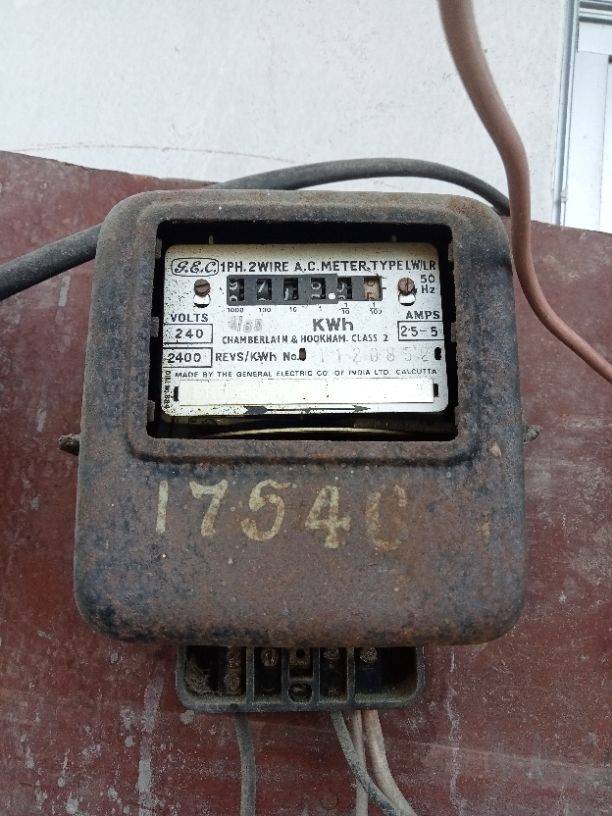 G.E.C. 1PH. 2WIRE A.C. METER. TYPE LW/LR
50 Hz
1000 100 10 1 1/10 1/100
VOLTS KWh AMPS
240 CHAMBERLAIN & HOOKHAM. CLASS 2 2·5-5
2400 REVS/KWh No.
MADE BY THE GENERAL ELECTRIC CO. OF INDIA LTD. CALCUTTA
17546